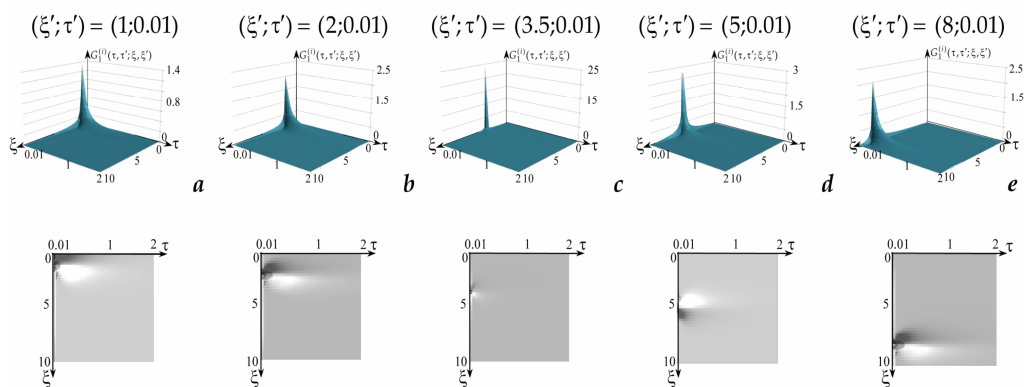 (ξ′;τ′) = (1;0.01) (ξ′;τ′) = (2;0.01) (ξ′;τ′) = (3.5;0.01) (ξ′;τ′) = (5;0.01) (ξ′;τ′) = (8;0.01)
G₁⁽ⁱ⁾(τ,τ′;ξ,ξ′) G₁⁽ⁱ⁾(τ,τ′;ξ,ξ′) G₁⁽ⁱ⁾(τ,τ′;ξ,ξ′) G₁⁽ⁱ⁾(τ,τ′;ξ,ξ′) G₁⁽ⁱ⁾(τ,τ′;ξ,ξ′)
1.4 2.5 25 3 2.5
0.8 1.5 15 1.5 1.5
0 0 0 0 0
ξ 0.01 1 2 10 5 0 τ ξ 0.01 1 2 10 5 0 τ ξ 0.01 1 2 10 5 0 τ ξ 0.01 1 2 10 5 0 τ ξ 0.01 1 2 10 5 0 τ
a b c d e
0.01 1 2 τ 0.01 1 2 τ 0.01 1 2 τ 0.01 1 2 τ 0.01 1 2 τ
0 0 0 0 0
5 5 5 5 5
10 10 10 10 10
ξ ξ ξ ξ ξ